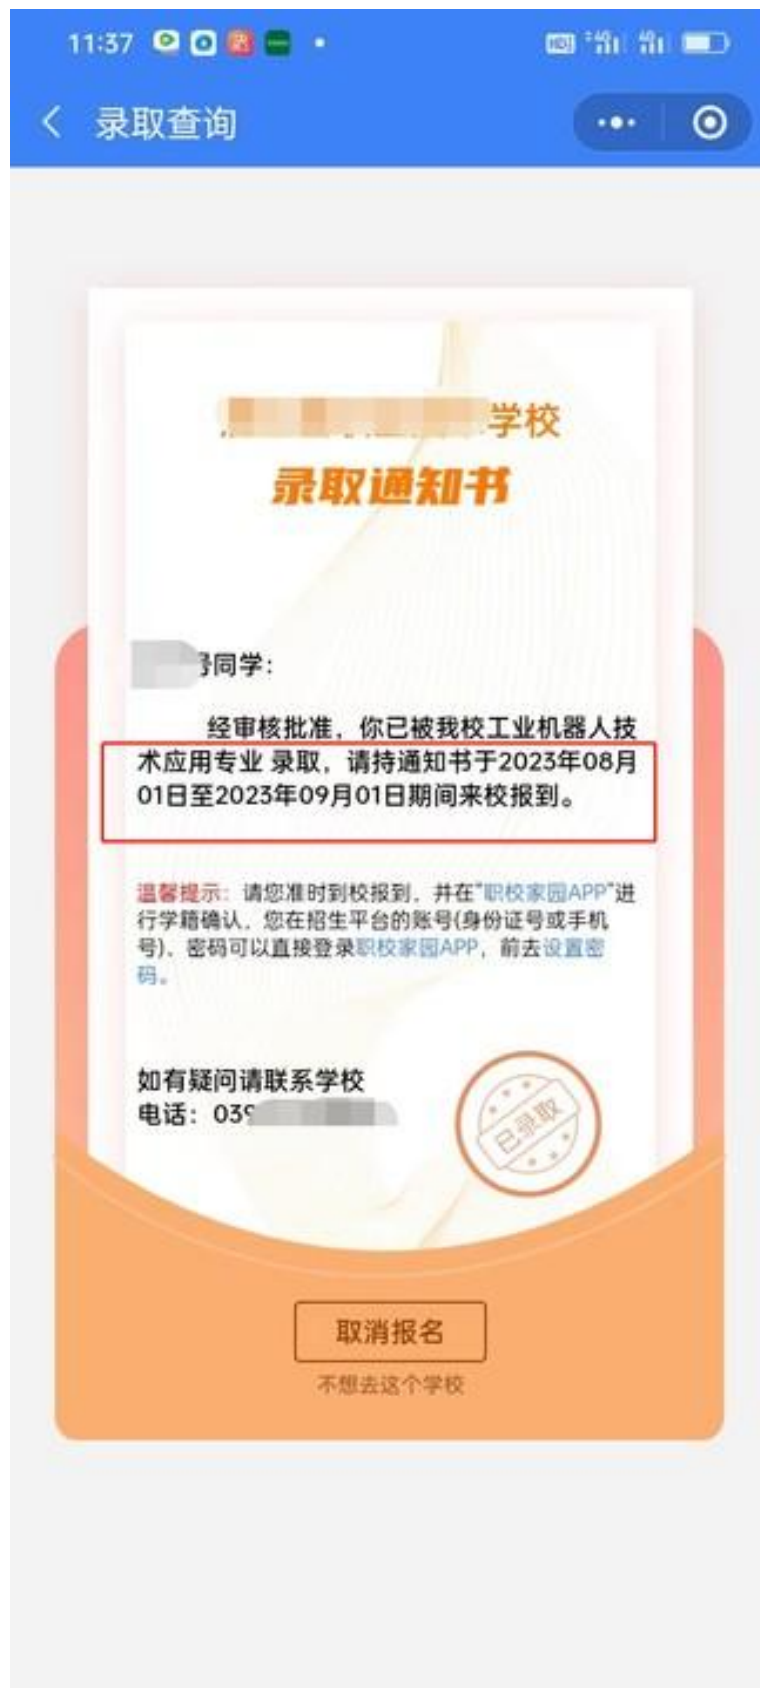 11:37
录取查询
学校
录取通知书
同学：
经审核批准，你已被我校工业机器人技
术应用专业 录取，请持通知书于2023年08月
01日至2023年09月01日期间来校报到。
温馨提示：请您准时到校报到，并在"职校家园APP"进
行学籍确认，您在招生平台的账号(身份证号或手机
号)、密码可以直接登录职校家园APP，前去设置密
码。
如有疑问请联系学校
电话：039
已录取
取消报名
不想去这个学校